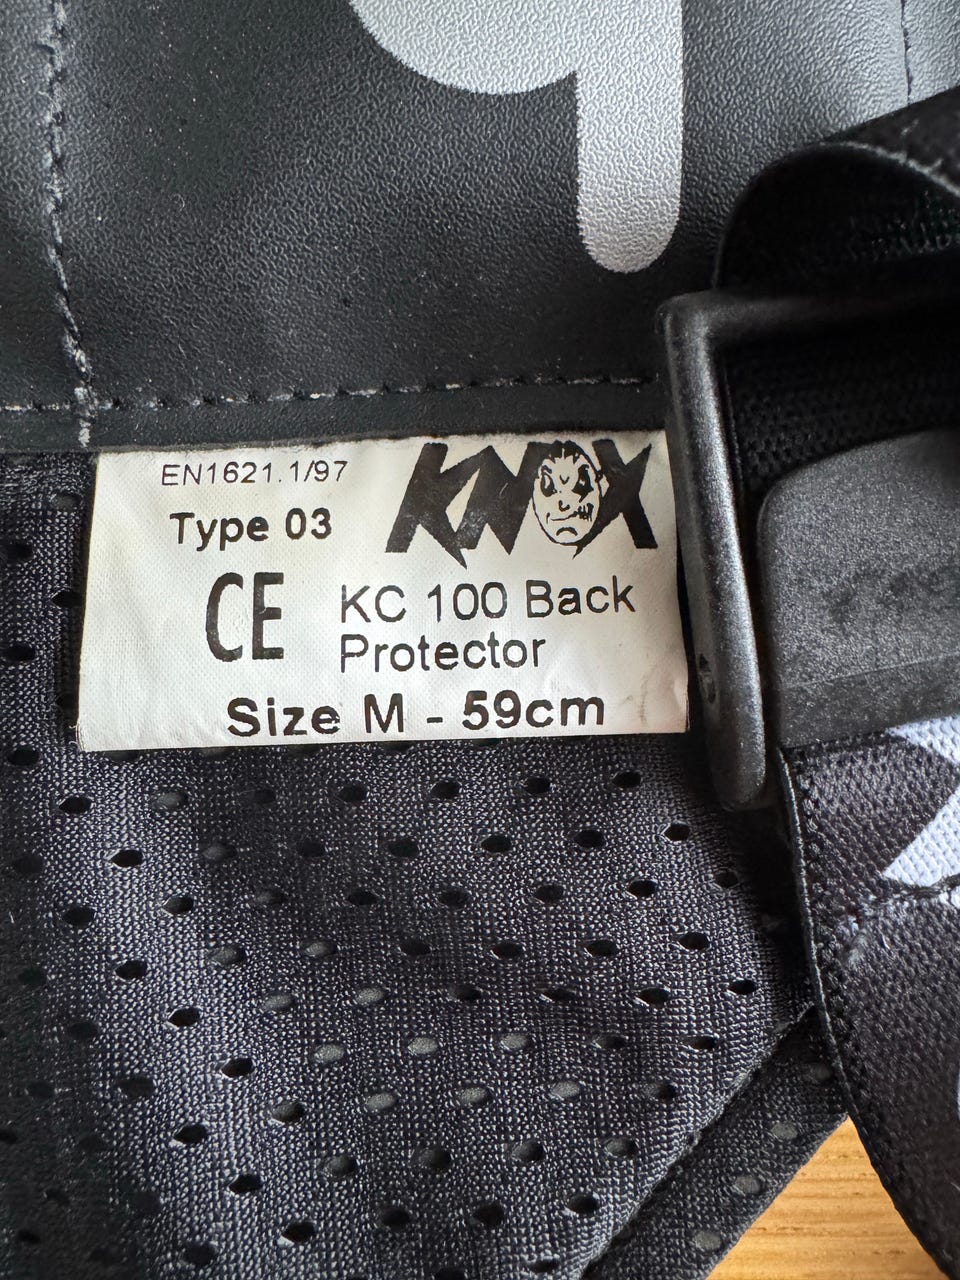 EN1621.1/97
KNOX
Type 03
CE
KC 100 Back
Protector
Size M - 59cm